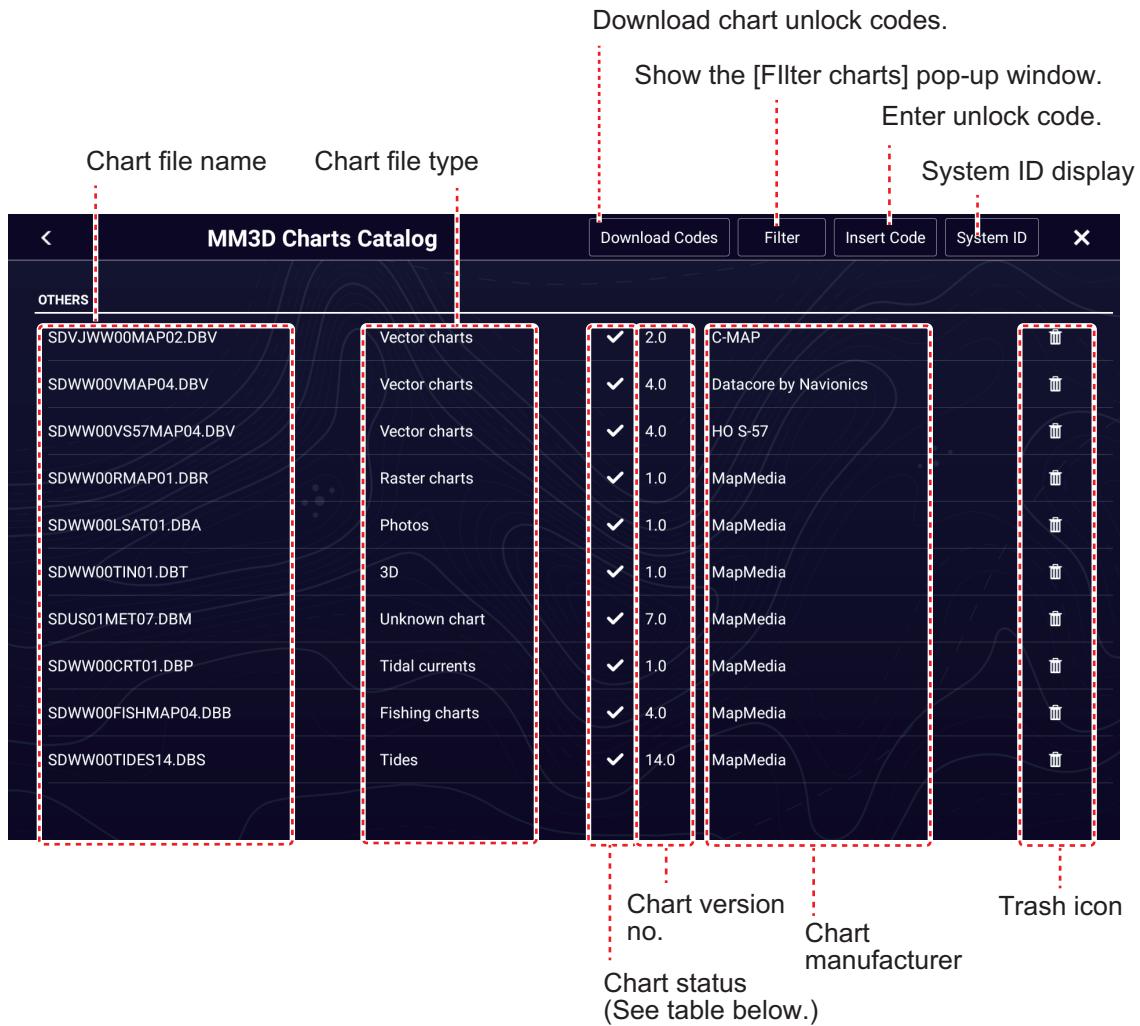 Download chart unlock codes.
Show the [FIlter charts] pop-up window.
Enter unlock code.
Chart file name Chart file type
System ID display
MM3D Charts Catalog Download Codes Filter Insert Code System ID
OTHERS
SDVJWW00MAP02.DBV Vector charts 2.0 C-MAP
SDWW00VMAP04.DBV Vector charts 4.0 Datacore by Navionics
SDWW00VS57MAP04.DBV Vector charts 4.0 HO S-57
SDWW00RMAP01.DBR Raster charts 1.0 MapMedia
SDWW00LSAT01.DBA Photos 1.0 MapMedia
SDWW00TIN01.DBT 3D 1.0 MapMedia
SDUS01MET07.DBM Unknown chart 7.0 MapMedia
SDWW00CRT01.DBP Tidal currents 1.0 MapMedia
SDWW00FISHMAP04.DBB Fishing charts 4.0 MapMedia
SDWW00TIDES14.DBS Tides 14.0 MapMedia
Chart version
no.
Trash icon
Chart
manufacturer
Chart status
(See table below.)